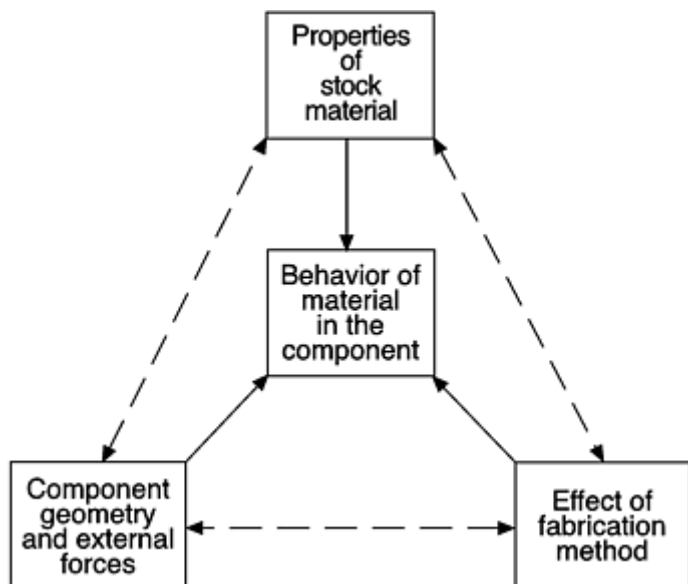 Properties
of
stock
material
Behavior of
material
in the
component
Component
geometry
and external
forces
Effect of
fabrication
method